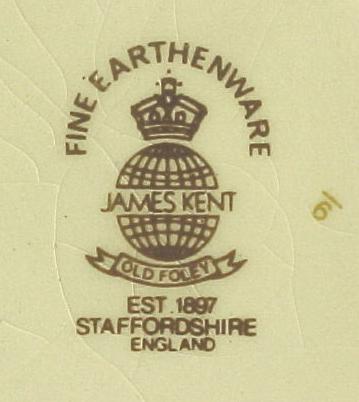 FINE EARTHENWARE
JAMES KENT
OLD FOLEY
EST. 1897
STAFFORDSHIRE
ENGLAND